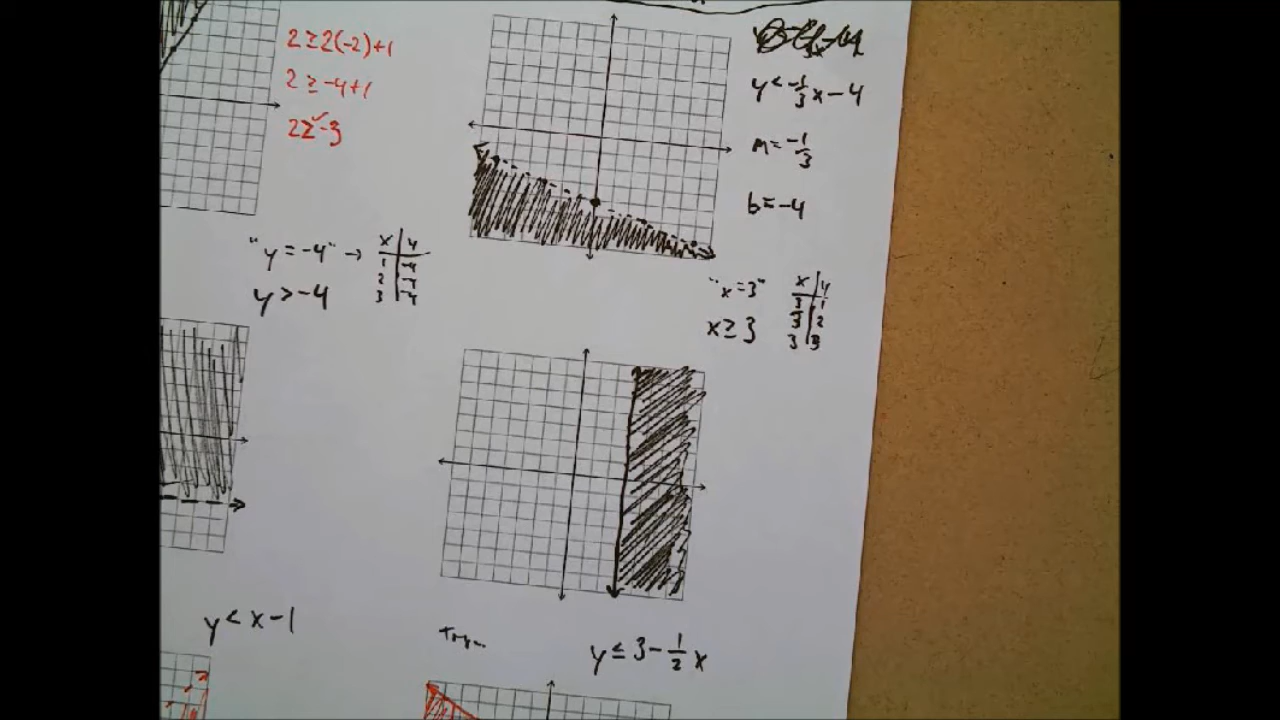 2 ≥ 2(-2)+1
2 ≥ -4+1
2 ≥ -3
y < -1/3 x - 4
m = -1/3
b = -4
"y = -4" → x | y
1 | -4
2 | -4
3 | -4
y > -4
"x = 3"
x ≥ 3
x | y
3 | 1
3 | 2
3 | 3
y < x - 1
Try...
y ≤ 3 - 1/2 x